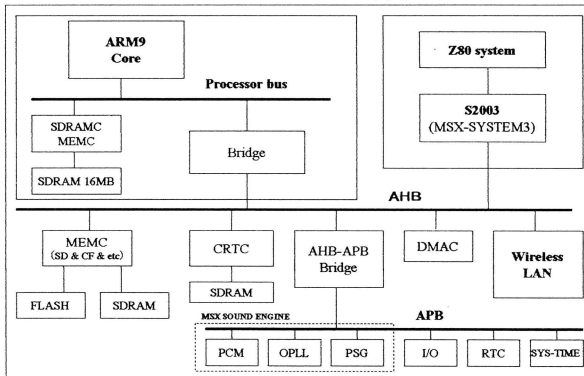 ARM9
Core
Processor bus
SDRAMC
MEMC
SDRAM 16MB
Bridge
Z80 system
S2003
(MSX-SYSTEM3)
AHB
MEMC
(SD & CF & etc)
FLASH
SDRAM
CRTC
SDRAM
AHB-APB
Bridge
DMAC
Wireless
LAN
MSX SOUND ENGINE
APB
PCM
OPLL
PSG
I/O
RTC
SYS-TIME